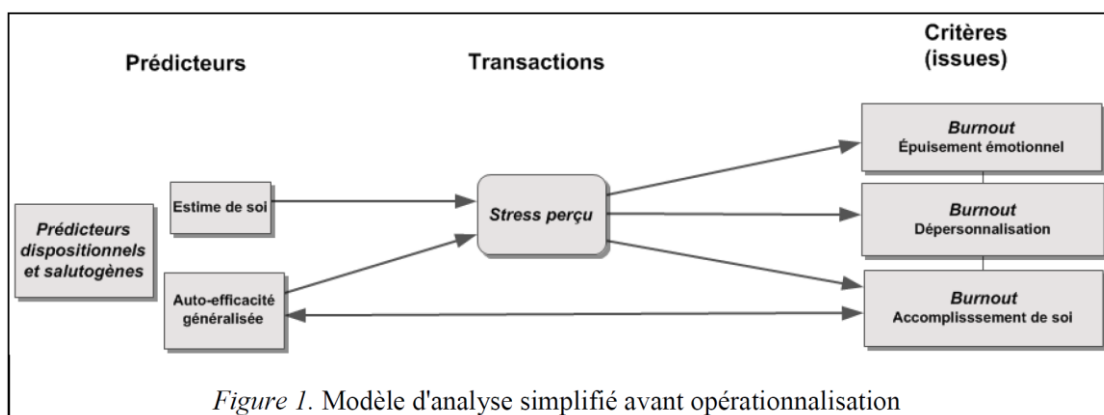 Prédicteurs
Transactions
Critères
(issues)
Prédicteurs
dispositionnels
et salutogènes
Estime de soi
Auto-efficacité
généralisée
Stress perçu
Burnout
Épuisement émotionnel
Burnout
Dépersonnalisation
Burnout
Accomplisssement de soi
Figure 1. Modèle d'analyse simplifié avant opérationnalisation